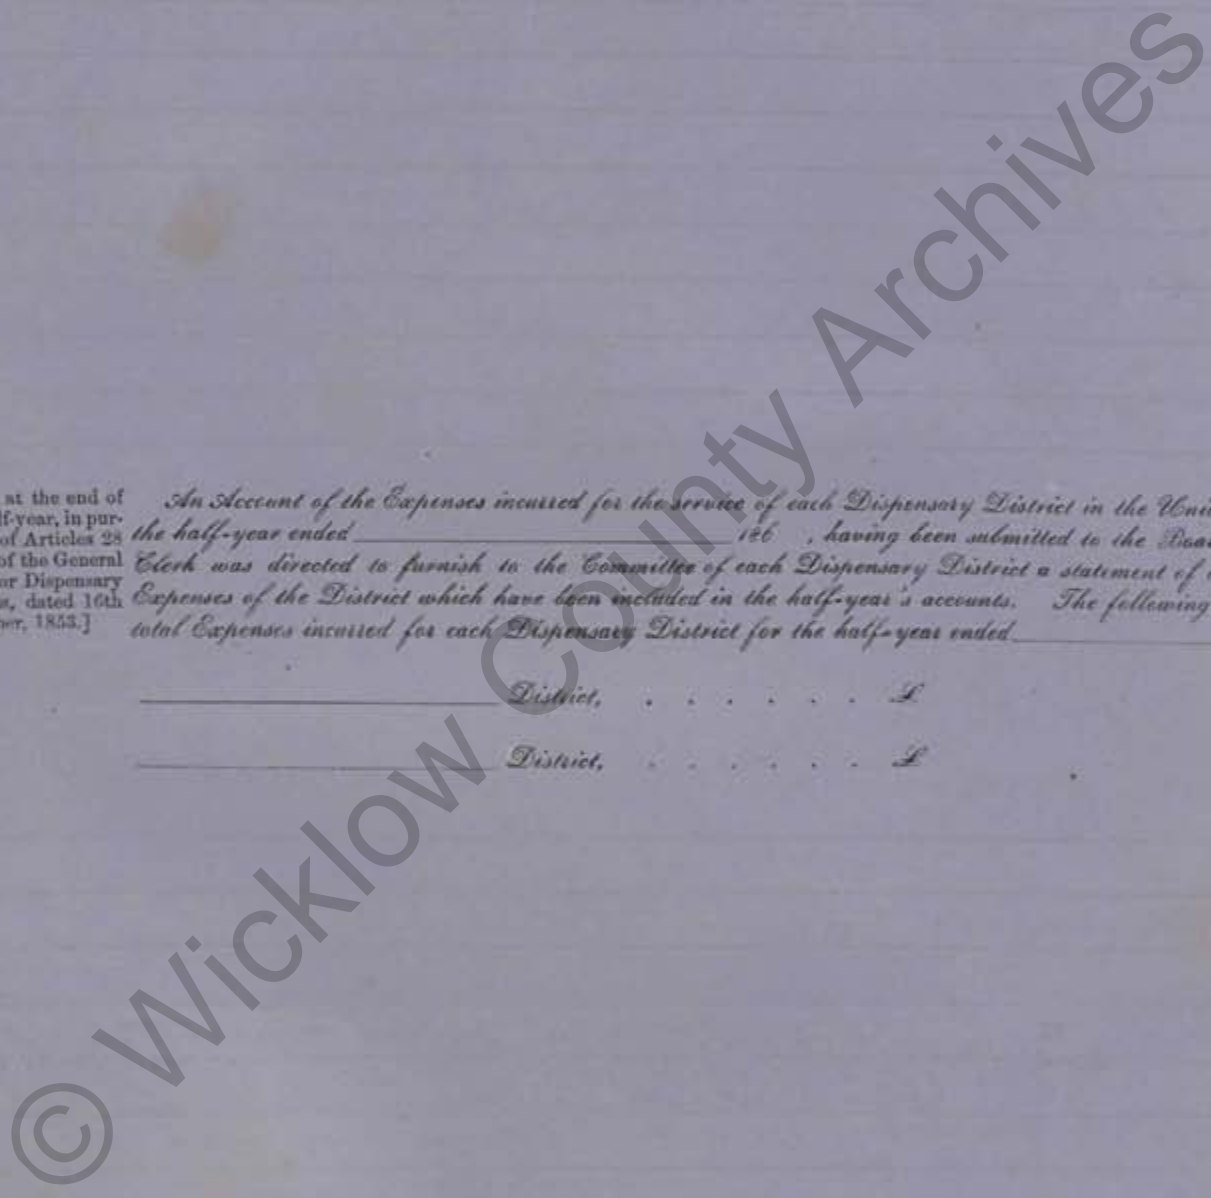 at the end of
lf-year, in pur-
of Articles 28
of the General
or Dispensary
s, dated 16th
ber, 1853.]
An Account of the Expenses incurred for the service of each Dispensary District in the Uni
the half-year ended 186 , having been submitted to the Boar
Clerk was directed to furnish to the Committee of each Dispensary District a statement of
Expenses of the District which have been included in the half-year's accounts. The following
total Expenses incurred for each Dispensary District for the half-year ended
District, . . . . . . £
District, . . . . . . £
© Wicklow County Archives